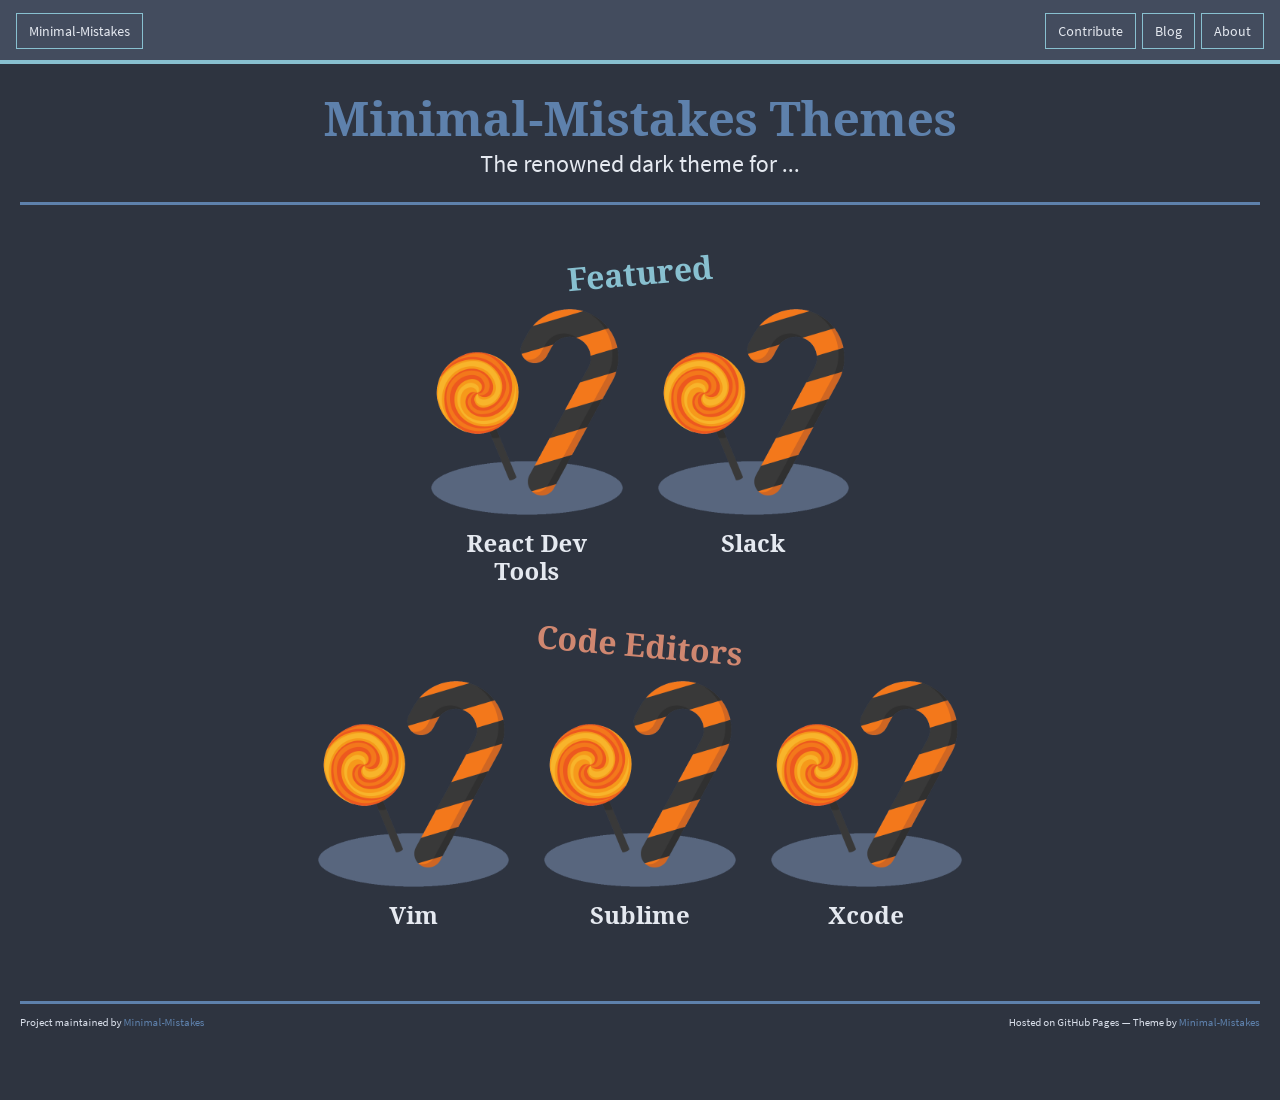 Minimal-Mistakes
Contribute
Blog
About
Minimal-Mistakes Themes
The renowned dark theme for ...
Featured
React Dev
Tools
Slack
Code Editors
Vim
Sublime
Xcode
Project maintained by Minimal-Mistakes
Hosted on GitHub Pages — Theme by Minimal-Mistakes